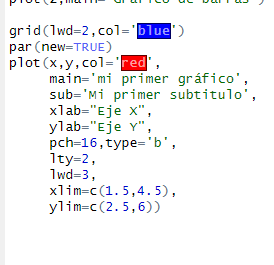 plot(z,main='Grafico de barras')
grid(lwd=2,col='blue')
par(new=TRUE)
plot(x,y,col='red',
main='mi primer gráfico',
sub='Mi primer subtitulo',
xlab="Eje X",
ylab="Eje Y",
pch=16,type='b',
lty=2,
lwd=3,
xlim=c(1.5,4.5),
ylim=c(2.5,6))